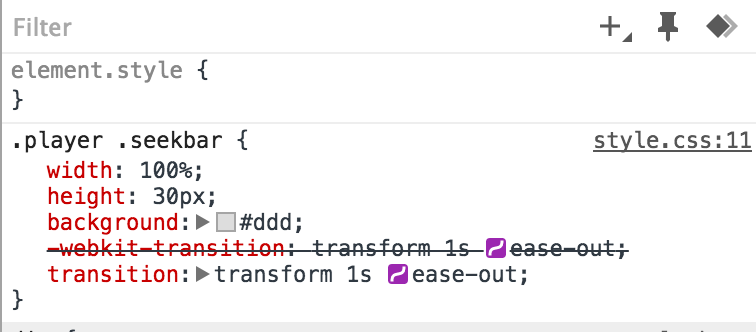 Filter
element.style {
}
.player .seekbar { style.css:11
width: 100%;
height: 30px;
background: #ddd;
-webkit-transition: transform 1s ease-out;
transition: transform 1s ease-out;
}